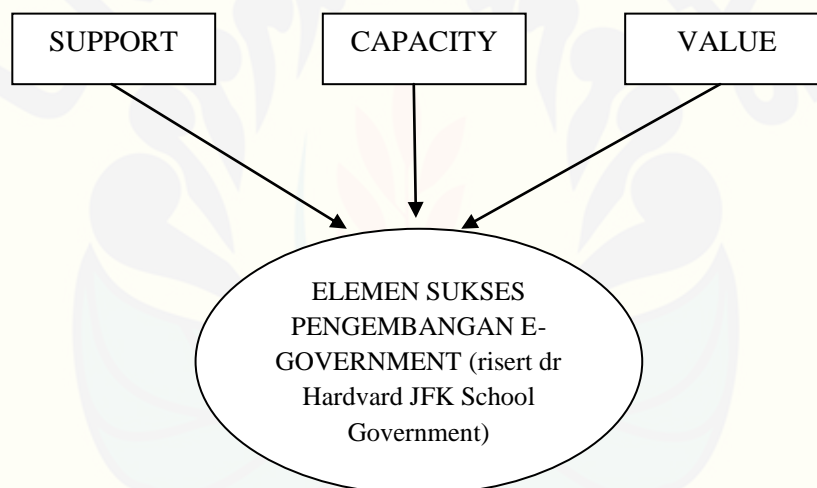 SUPPORT
CAPACITY
VALUE
ELEMEN SUKSES
PENGEMBANGAN E-
GOVERNMENT (risert dr
Hardvard JFK School
Government)